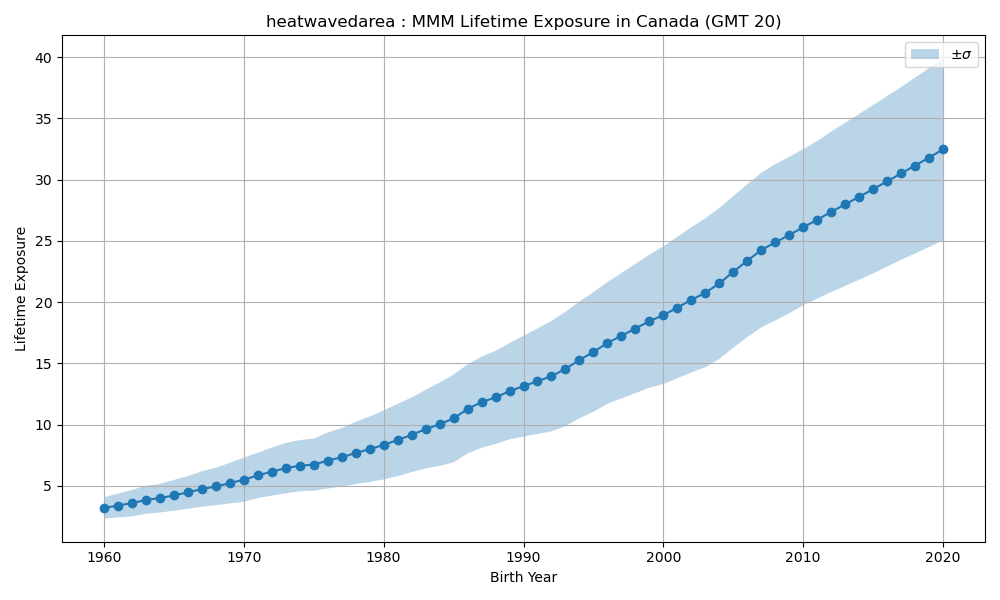 heatwavedarea : MMM Lifetime Exposure in Canada (GMT 20)
±σ
40
35
30
25
20
15
10
5
Lifetime Exposure
1960 1970 1980 1990 2000 2010 2020
Birth Year